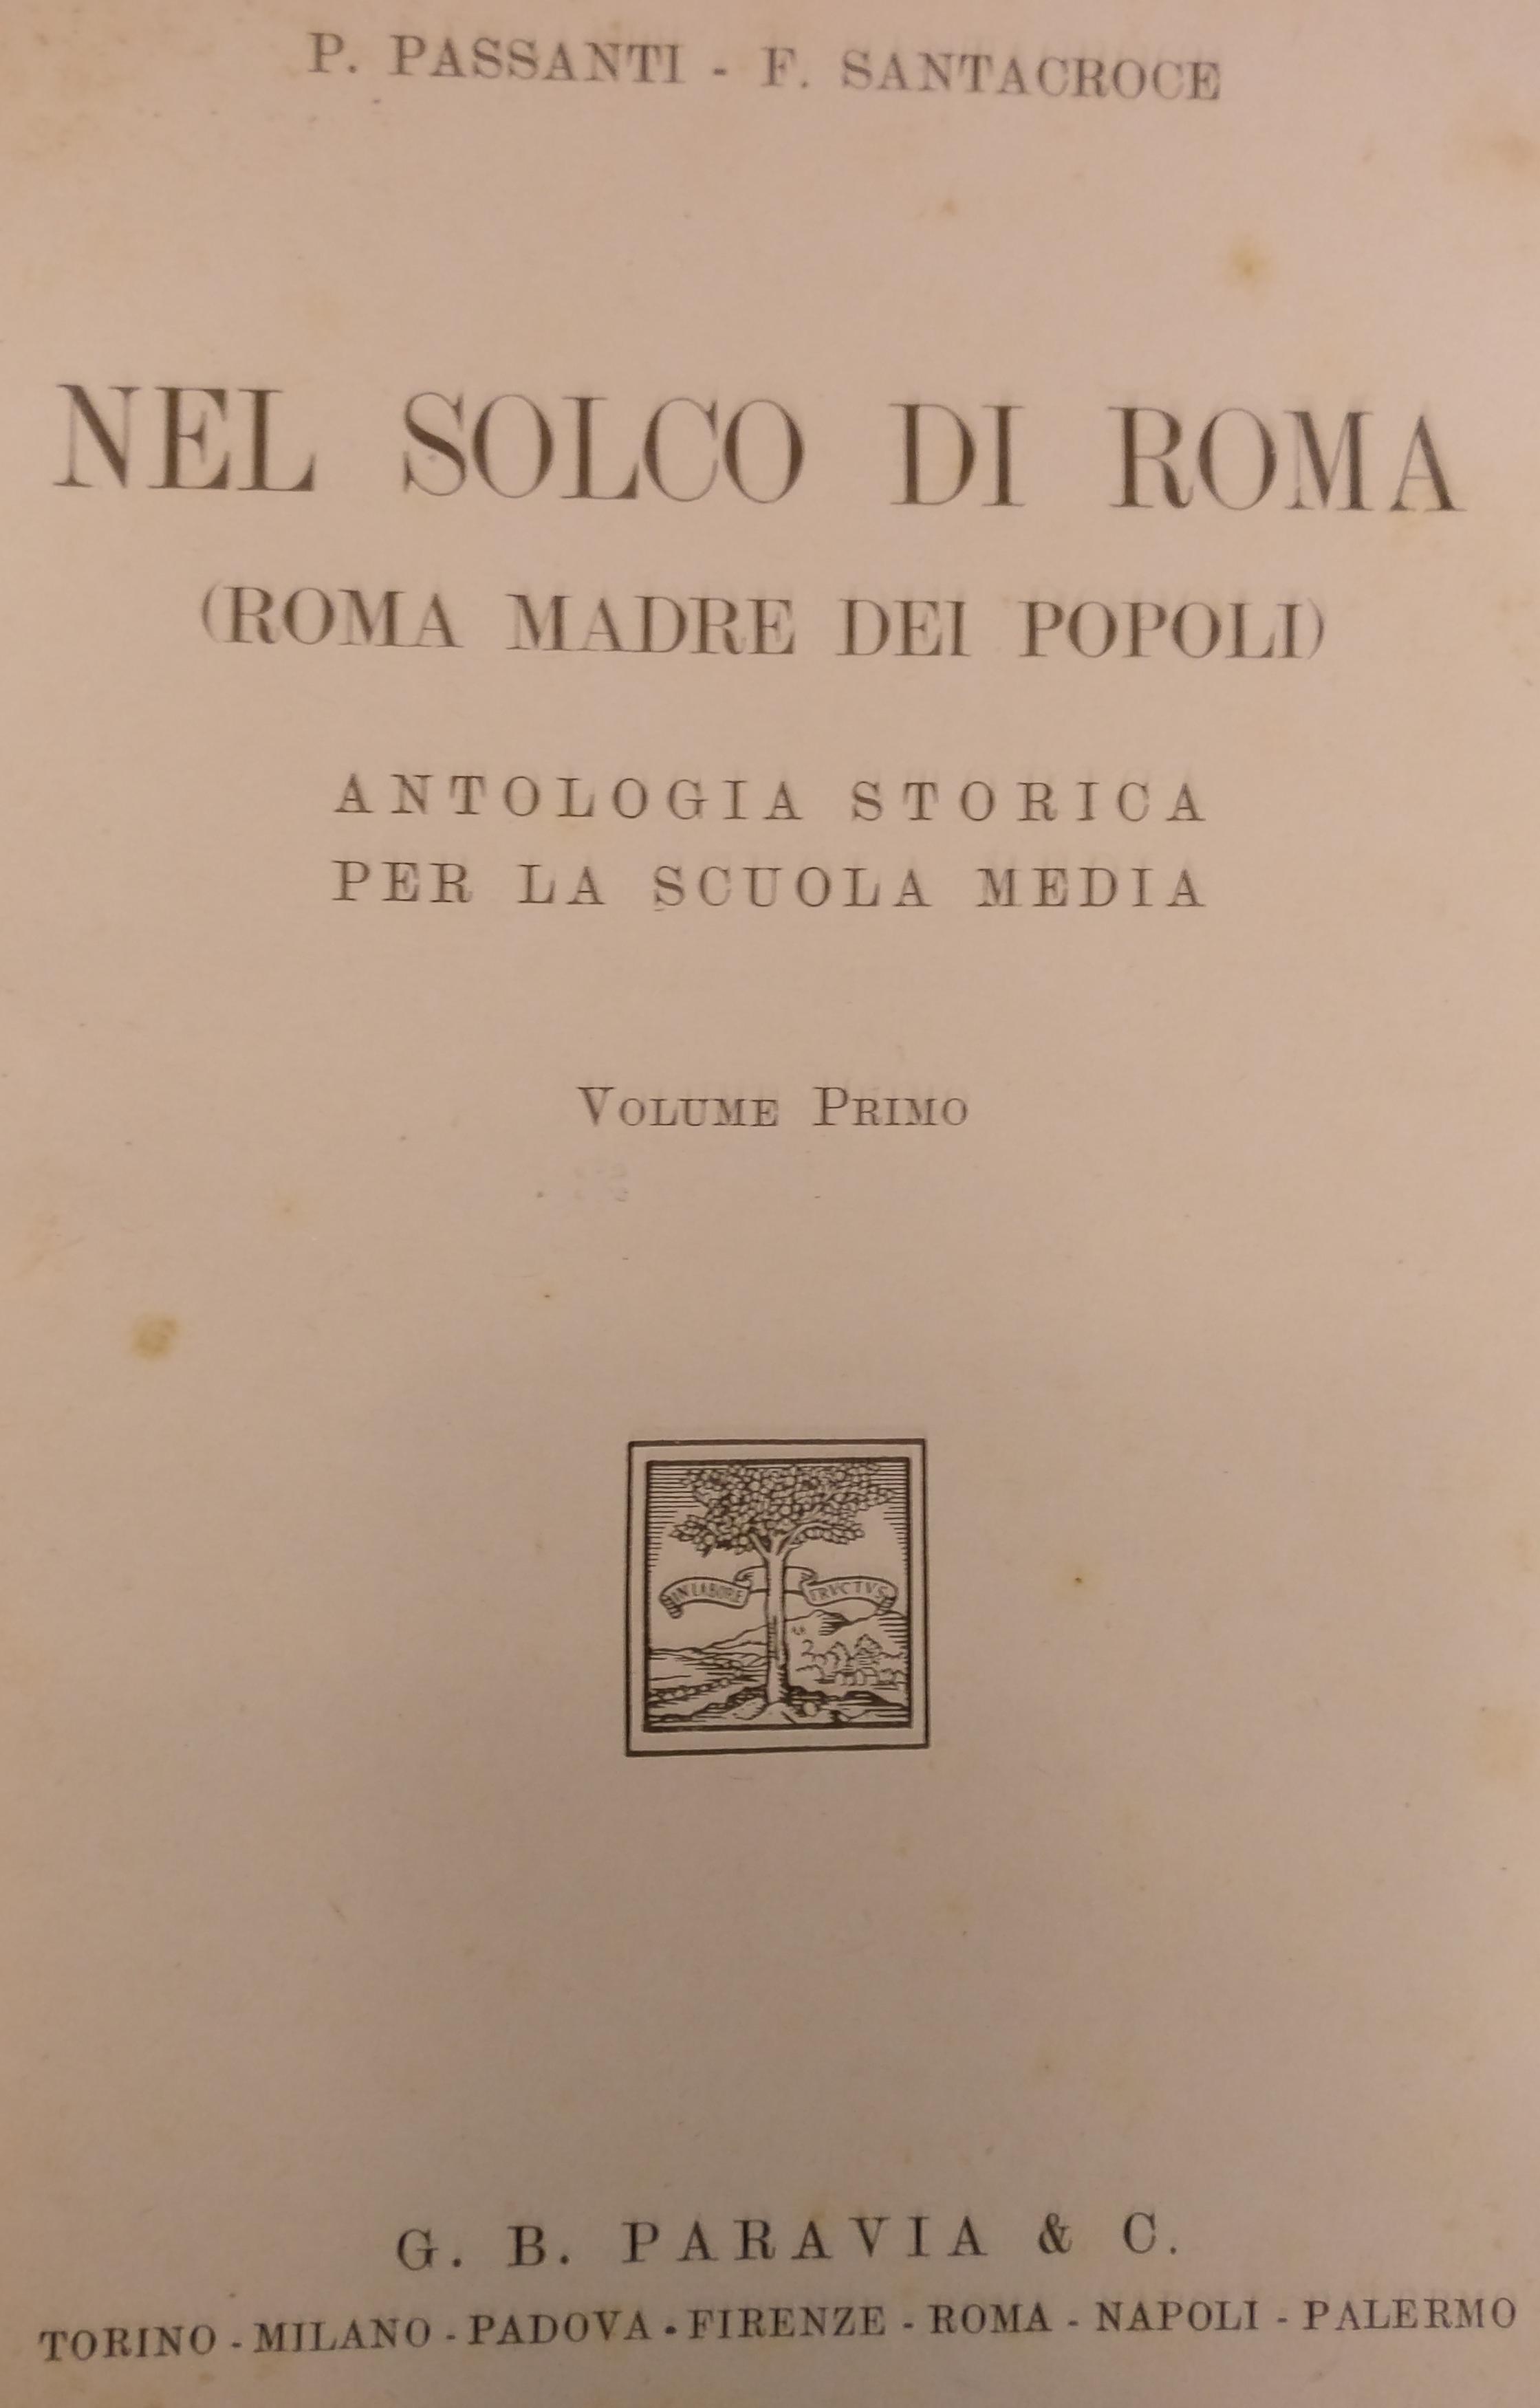 P. PASSANTI - F. SANTACROCE
NEL SOLCO DI ROMA
(ROMA MADRE DEI POPOLI)
ANTOLOGIA STORICA
PER LA SCUOLA MEDIA
VOLUME PRIMO
IN LABORE FRVCTVS
G. B. PARAVIA & C.
TORINO - MILANO - PADOVA - FIRENZE - ROMA - NAPOLI - PALERMO